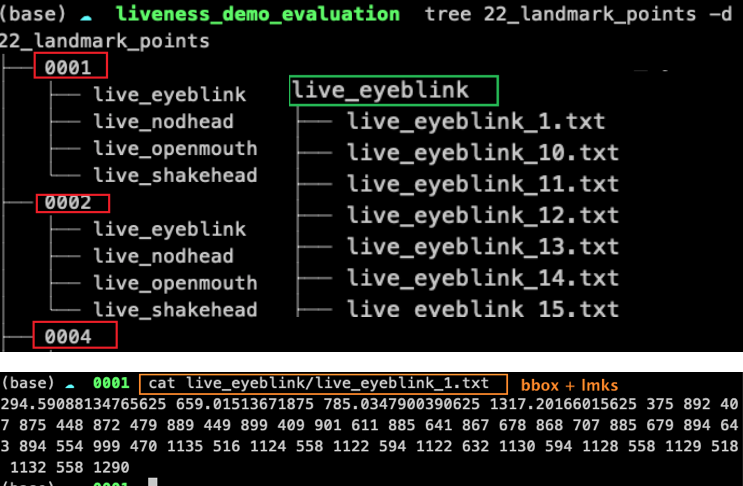 (base) ☁ liveness_demo_evaluation tree 22_landmark_points -d
22_landmark_points
├── 0001
│   ├── live_eyeblink
│   ├── live_nodhead
│   ├── live_openmouth
│   └── live_shakehead
├── 0002
│   ├── live_eyeblink
│   ├── live_nodhead
│   ├── live_openmouth
│   └── live_shakehead
├── 0004
live_eyeblink
├── live_eyeblink_1.txt
├── live_eyeblink_10.txt
├── live_eyeblink_11.txt
├── live_eyeblink_12.txt
├── live_eyeblink_13.txt
├── live_eyeblink_14.txt
├── live eyeblink 15.txt
(base) ☁ 0001 cat live_eyeblink/live_eyeblink_1.txt bbox + lmks
294.59088134765625 659.01513671875 785.0347900390625 1317.20166015625 375 892 40
7 875 448 872 479 889 449 899 409 901 611 885 641 867 678 868 707 885 679 894 64
3 894 554 999 470 1135 516 1124 558 1122 594 1122 632 1130 594 1128 558 1129 518
1132 558 1290